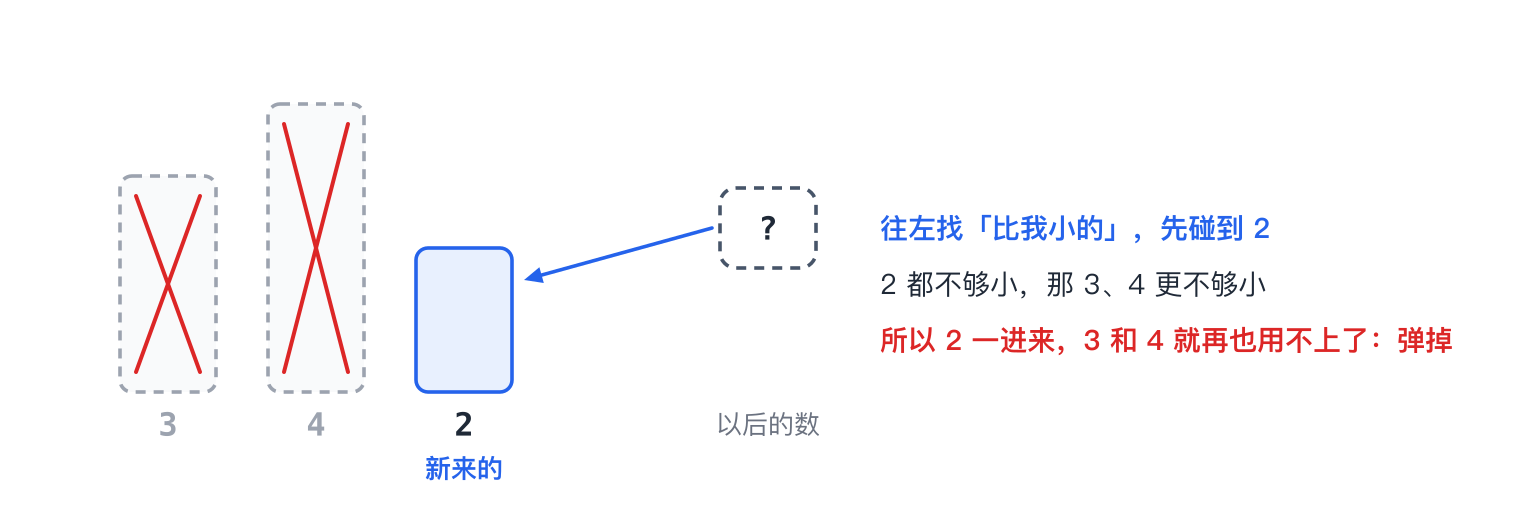 ?
往左找「比我小的」，先碰到 2
2 都不够小，那 3、4 更不够小
所以 2 一进来，3 和 4 就再也用不上了：弹掉
3
4
2
以后的数
新来的